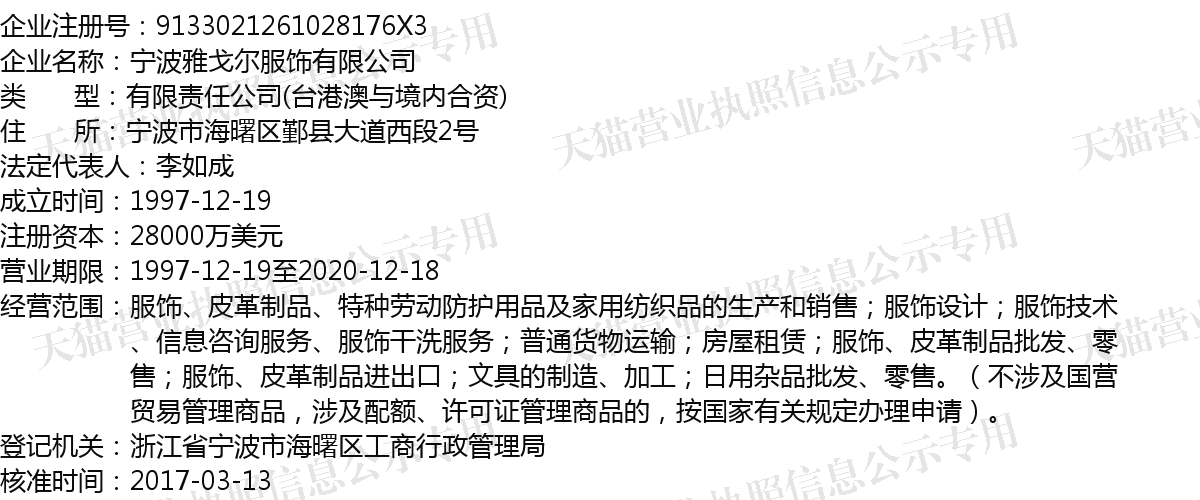 企业注册号：9133021261028176X3
企业名称：宁波雅戈尔服饰有限公司
类 型：有限责任公司(台港澳与境内合资)
住 所：宁波市海曙区鄞县大道西段2号
法定代表人：李如成
成立时间：1997-12-19
注册资本：28000万美元
营业期限：1997-12-19至2020-12-18
经营范围：服饰、皮革制品、特种劳动防护用品及家用纺织品的生产和销售；服饰设计；服饰技术
、信息咨询服务、服饰干洗服务；普通货物运输；房屋租赁；服饰、皮革制品批发、零
售；服饰、皮革制品进出口；文具的制造、加工；日用杂品批发、零售。（不涉及国营
贸易管理商品，涉及配额、许可证管理商品的，按国家有关规定办理申请）。
登记机关：浙江省宁波市海曙区工商行政管理局
核准时间：2017-03-13
天猫营业执照信息公示专用